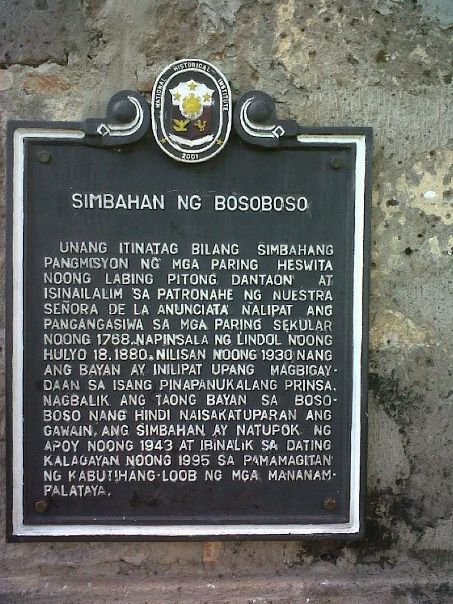 NATIONAL HISTORICAL INSTITUTE
2001
SIMBAHAN NG BOSOBOSO
UNANG ITINATAG BILANG SIMBAHANG
PANGMISYON NG MGA PARING HESWITA
NOONG LABING PITONG DANTAON AT
ISINAILALIM SA PATRONAHE NG NUESTRA
SEÑORA DE LA ANUNCIATA NALIPAT ANG
PANGANGASIWA SA MGA PARING SEKULAR
NOONG 1768. NAPINSALA NG LINDOL NOONG
HULYO 18.1880. NILISAN NOONG 1930 NANG
ANG BAYAN AY INILIPAT UPANG MAGBIGAY-
DAAN SA ISANG PINAPANUKALANG PRINSA.
NAGBALIK ANG TAONG BAYAN SA BOSO-
BOSO NANG HINDI NAISAKATUPARAN ANG
GAWAIN. ANG SIMBAHAN AY NATUPOK NG
APOY NOONG 1943 AT IBINALIK SA DATING
KALAGAYAN NOONG 1995 SA PAMAMAGITAN
NG KABUTIHANG-LOOB NG MGA MANANAM-
PALATAYA.